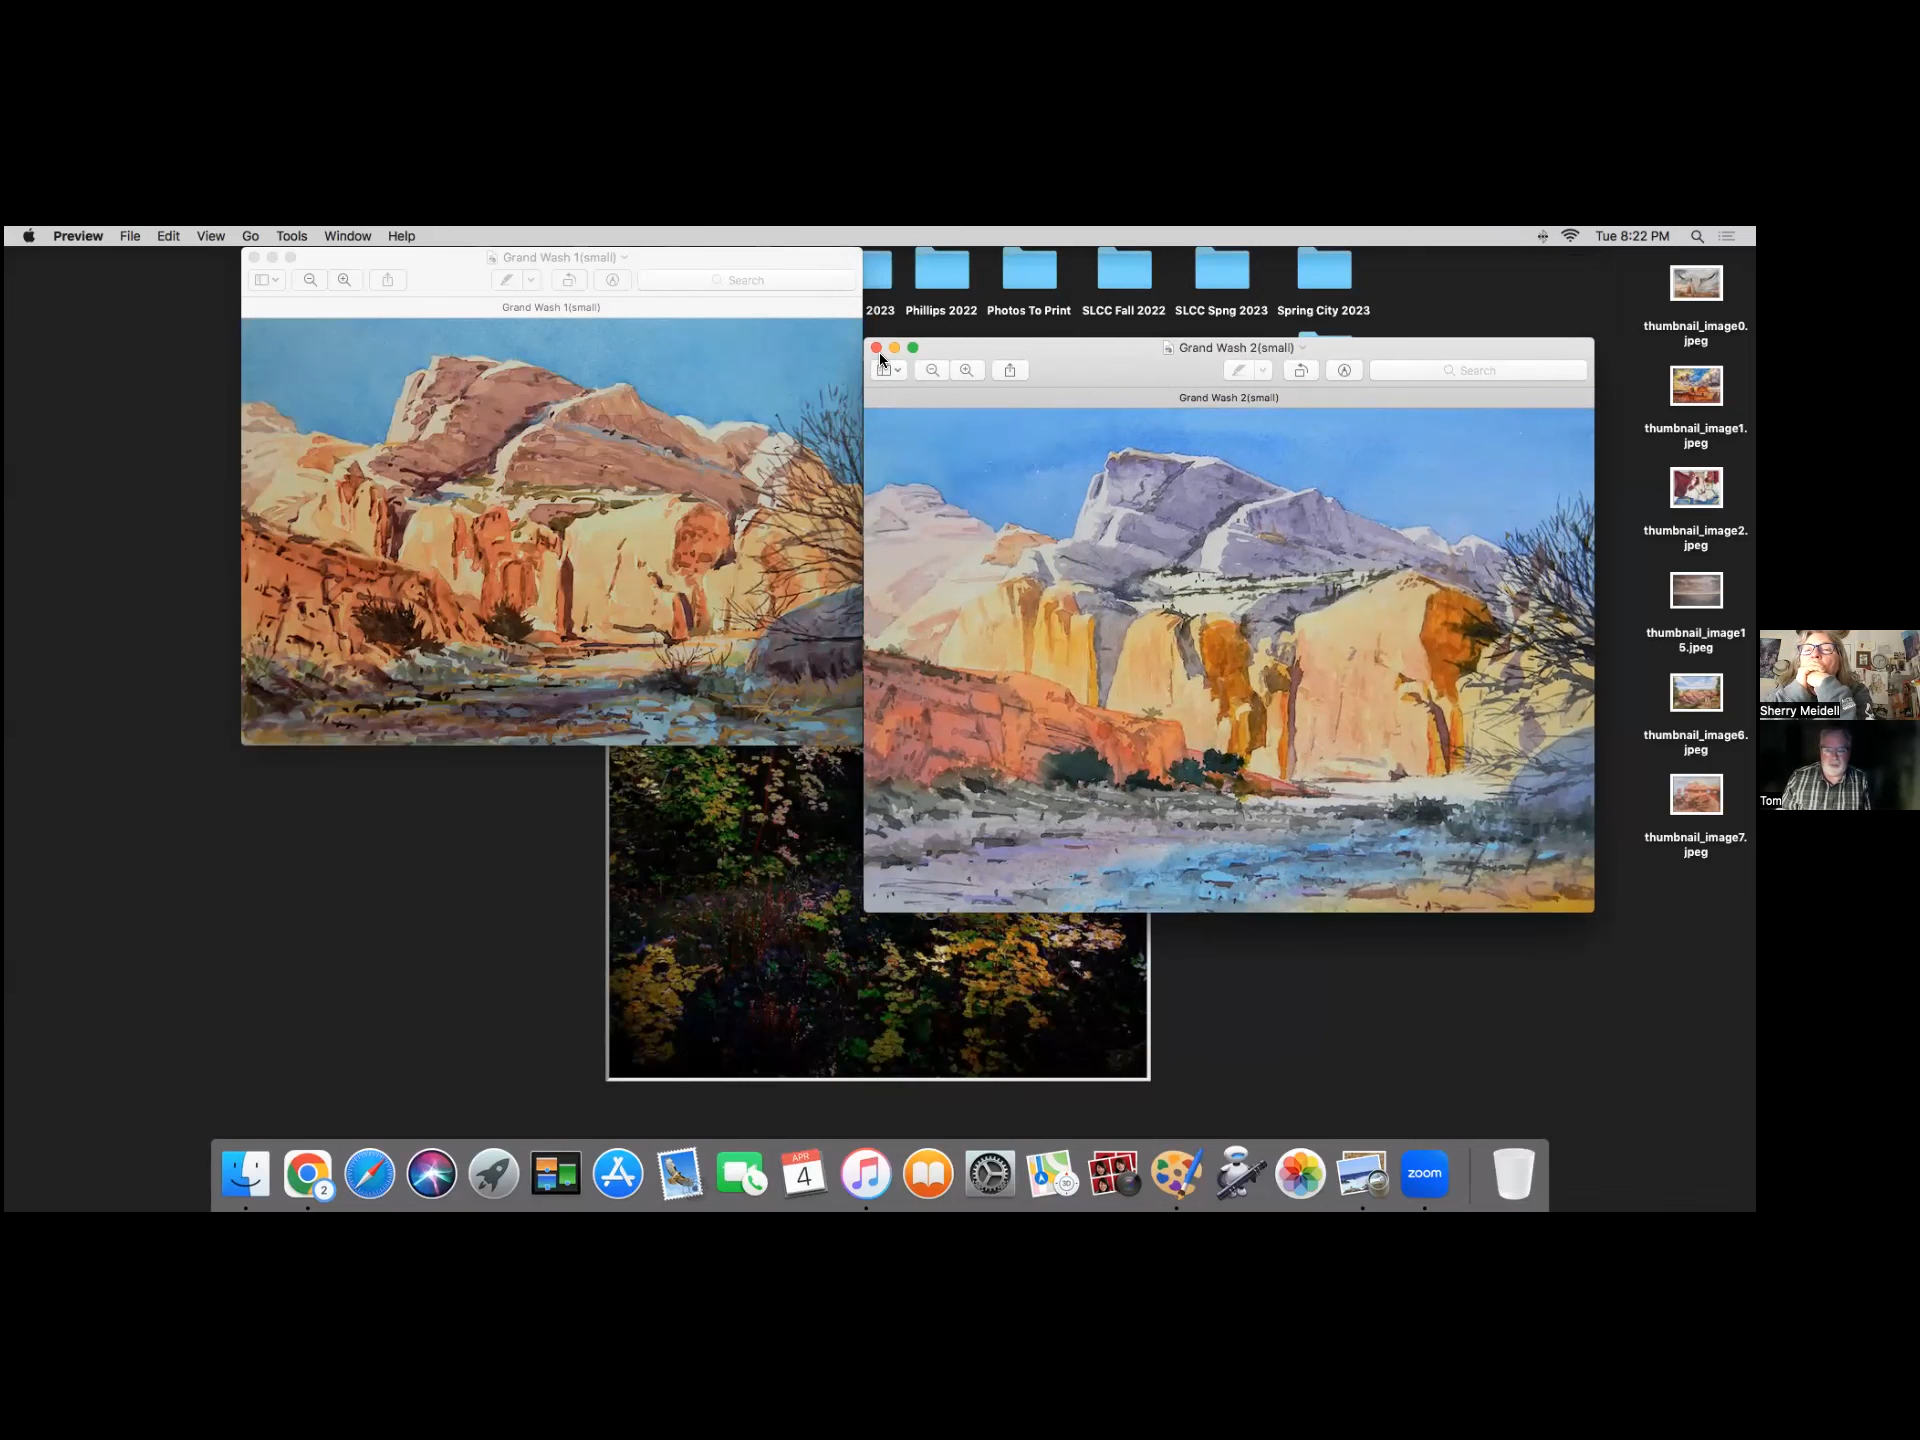 Preview File Edit View Go Tools Window Help
Tue 8:22 PM
Grand Wash 1(small)
Search
Grand Wash 1(small)
2023 Phillips 2022 Photos To Print SLCC Fall 2022 SLCC Spng 2023 Spring City 2023
Grand Wash 2(small)
Search
Grand Wash 2(small)
thumbnail_image0.
jpeg
thumbnail_image1.
jpeg
thumbnail_image2.
jpeg
thumbnail_image1
5.jpeg
thumbnail_image6.
jpeg
thumbnail_image7.
jpeg
Sherry Meidell
Tom
2
APR
4
3D
zoom